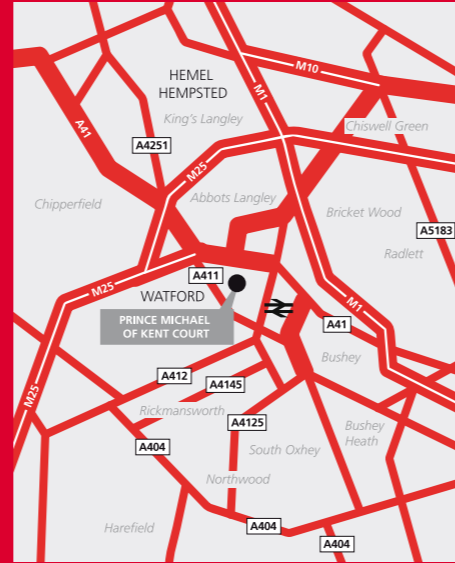 M10
HEMEL
HEMPSTED
M1
King's Langley
A41
Chiswell Green
A4251
M25
Chipperfield
Abbots Langley
Bricket Wood
A5183
Radlett
A411
M25
WATFORD
M1
PRINCE MICHAEL
OF KENT COURT
A41
Bushey
A412
A4145
M25
Rickmansworth
A4125
Bushey
Heath
A404
South Oxhey
Northwood
Harefield
A404
A404